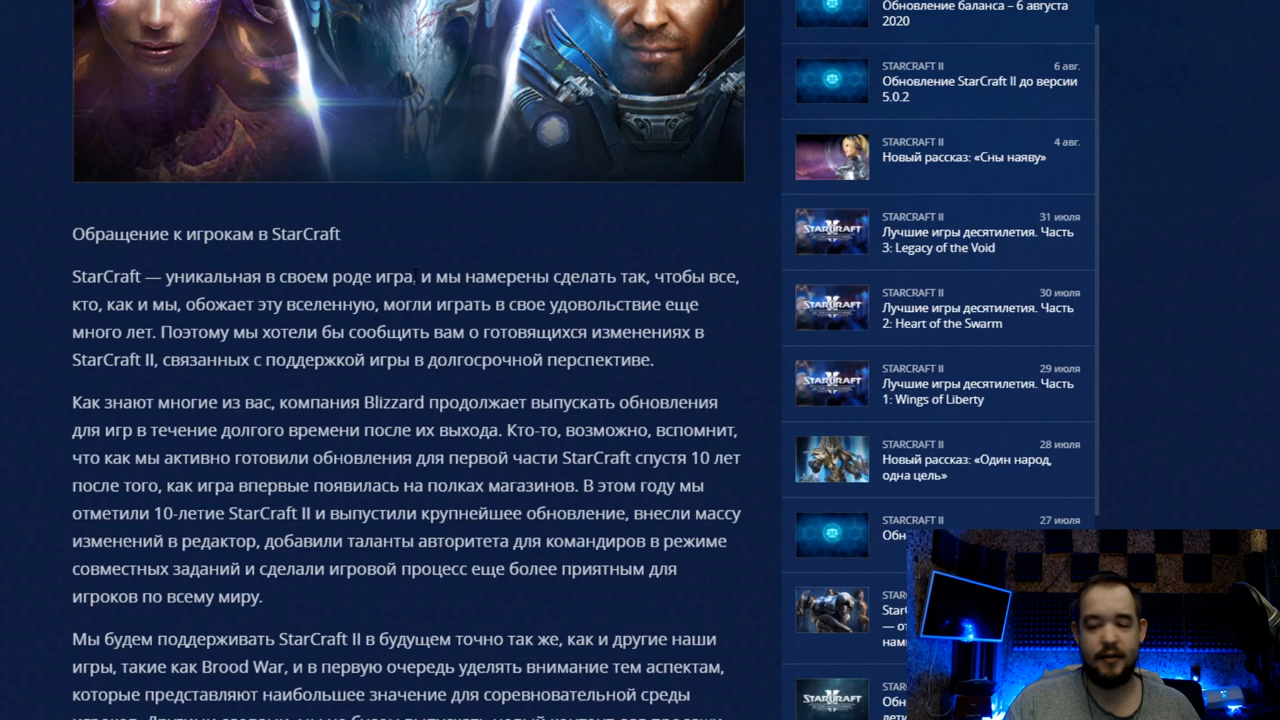 Обращение к игрокам в StarCraft
StarCraft — уникальная в своем роде игра, и мы намерены сделать так, чтобы все,
кто, как и мы, обожает эту вселенную, могли играть в свое удовольствие еще
много лет. Поэтому мы хотели бы сообщить вам о готовящихся изменениях в
StarCraft II, связанных с поддержкой игры в долгосрочной перспективе.
Как знают многие из вас, компания Blizzard продолжает выпускать обновления
для игр в течение долгого времени после их выхода. Кто-то, возможно, вспомнит,
что как мы активно готовили обновления для первой части StarCraft спустя 10 лет
после того, как игра впервые появилась на полках магазинов. В этом году мы
отметили 10-летие StarCraft II и выпустили крупнейшее обновление, внесли массу
изменений в редактор, добавили таланты авторитета для командиров в режиме
совместных заданий и сделали игровой процесс еще более приятным для
игроков по всему миру.
Мы будем поддерживать StarCraft II в будущем точно так же, как и другие наши
игры, такие как Brood War, и в первую очередь уделять внимание тем аспектам,
которые представляют наибольшее значение для соревновательной среды
Обновление баланса – 6 августа
2020
STARCRAFT II 6 авг.
Обновление StarCraft II до версии
5.0.2
STARCRAFT II 4 авг.
Новый рассказ: «Сны наяву»
STARCRAFT II 31 июля
Лучшие игры десятилетия. Часть
3: Legacy of the Void
STARCRAFT II 30 июля
Лучшие игры десятилетия. Часть
2: Heart of the Swarm
STARCRAFT II 29 июля
Лучшие игры десятилетия. Часть
1: Wings of Liberty
STARCRAFT II 28 июля
Новый рассказ: «Один народ,
одна цель»
STARCRAFT II 27 июля
STARCRAFT
STARCRAFT
STARCRAFT
STARCRAFT